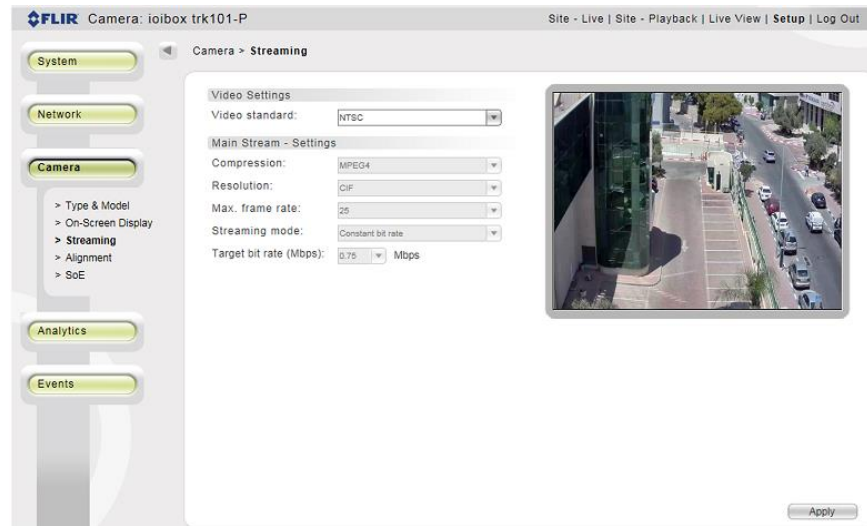 FLIR Camera: ioibox trk101-P
Site - Live | Site - Playback | Live View | Setup | Log Out
System
Network
Camera
> Type & Model
> On-Screen Display
> Streaming
> Alignment
> SoE
Analytics
Events
Camera > Streaming
Video Settings
Video standard: NTSC
Main Stream - Settings
Compression: MPEG4
Resolution: CIF
Max. frame rate: 25
Streaming mode: Constant bit rate
Target bit rate (Mbps): 0.75 Mbps
Apply